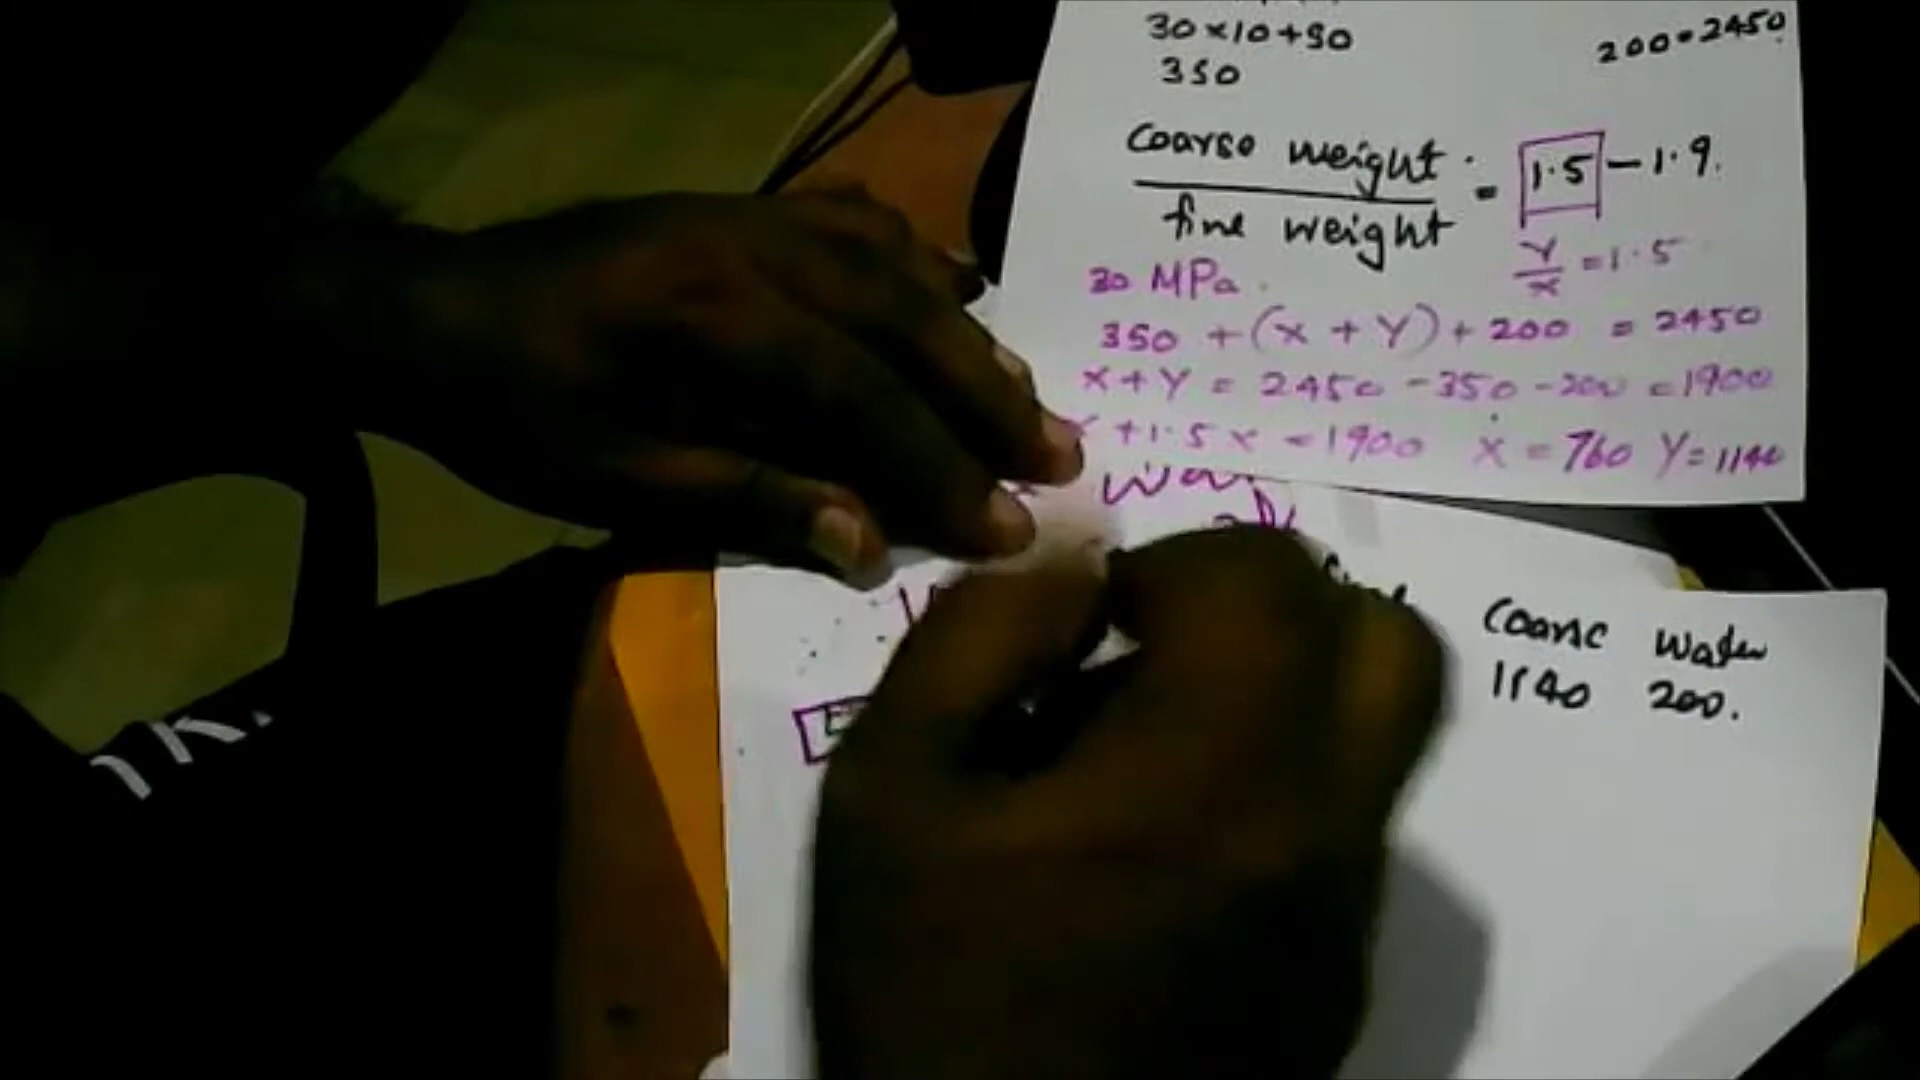 30×10+50
200=2450
350
Coarse weight
fine weight
= 1.5 - 1.9.
Y/x = 1.5
30 MPa.
350 + (x + Y) + 200 = 2450
x + Y = 2450 - 350 - 200 = 1900
+1.5x = 1900 x = 760 Y = 1140
Coarse Water
1140 200.